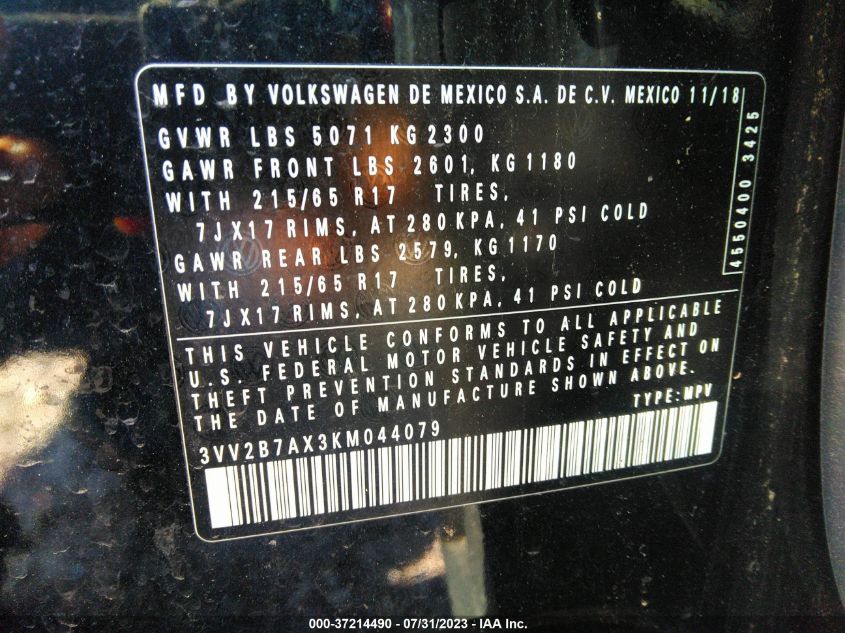 MFD BY VOLKSWAGEN DE MEXICO S.A. DE C.V. MEXICO 11/18
GVWR LBS 5071 KG 2300
GAWR FRONT LBS 2601, KG 1180
WITH 215/65 R17 TIRES,
7JX17 RIMS, AT 280 KPA, 41 PSI COLD
GAWR REAR LBS 2579, KG 1170
WITH 215/65 R17 TIRES,
7JX17 RIMS, AT 280 KPA, 41 PSI COLD
4550400 3425
THIS VEHICLE CONFORMS TO ALL APPLICABLE
U.S. FEDERAL MOTOR VEHICLE SAFETY AND
THEFT PREVENTION STANDARDS IN EFFECT ON
THE DATE OF MANUFACTURE SHOWN ABOVE.
TYPE: MPV
3VV2B7AX3KM044079
000-37214490 - 07/31/2023 - IAA Inc.